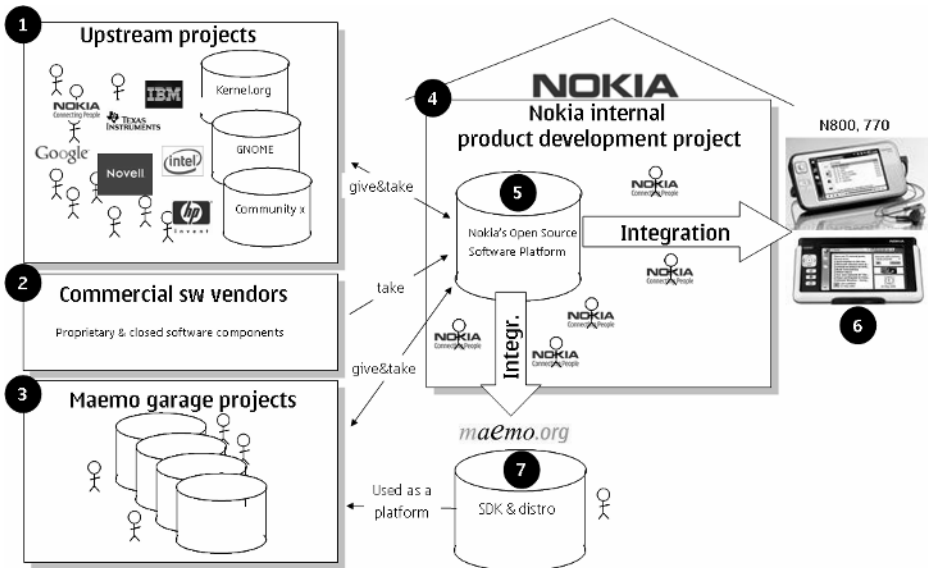 1
Upstream projects
Kernel.org
NOKIA
Connecting People
IBM
TEXAS
INSTRUMENTS
GNOME
Google
Novell
intel
Community x
hp
invent
2
Commercial sw vendors
Proprietary & closed software components
3
Maemo garage projects
give&take
take
give&take
Used as a
platform
NOKIA
4
Nokia internal
product development project
5
Nokia's Open Source
Software Platform
NOKIA
Connecting People
Integration
NOKIA
Connecting People
NOKIA
Connecting People
NOKIA
Connecting People
NOKIA
Connecting People
Integr.
N800, 770
6
maemo.org
7
SDK & distro